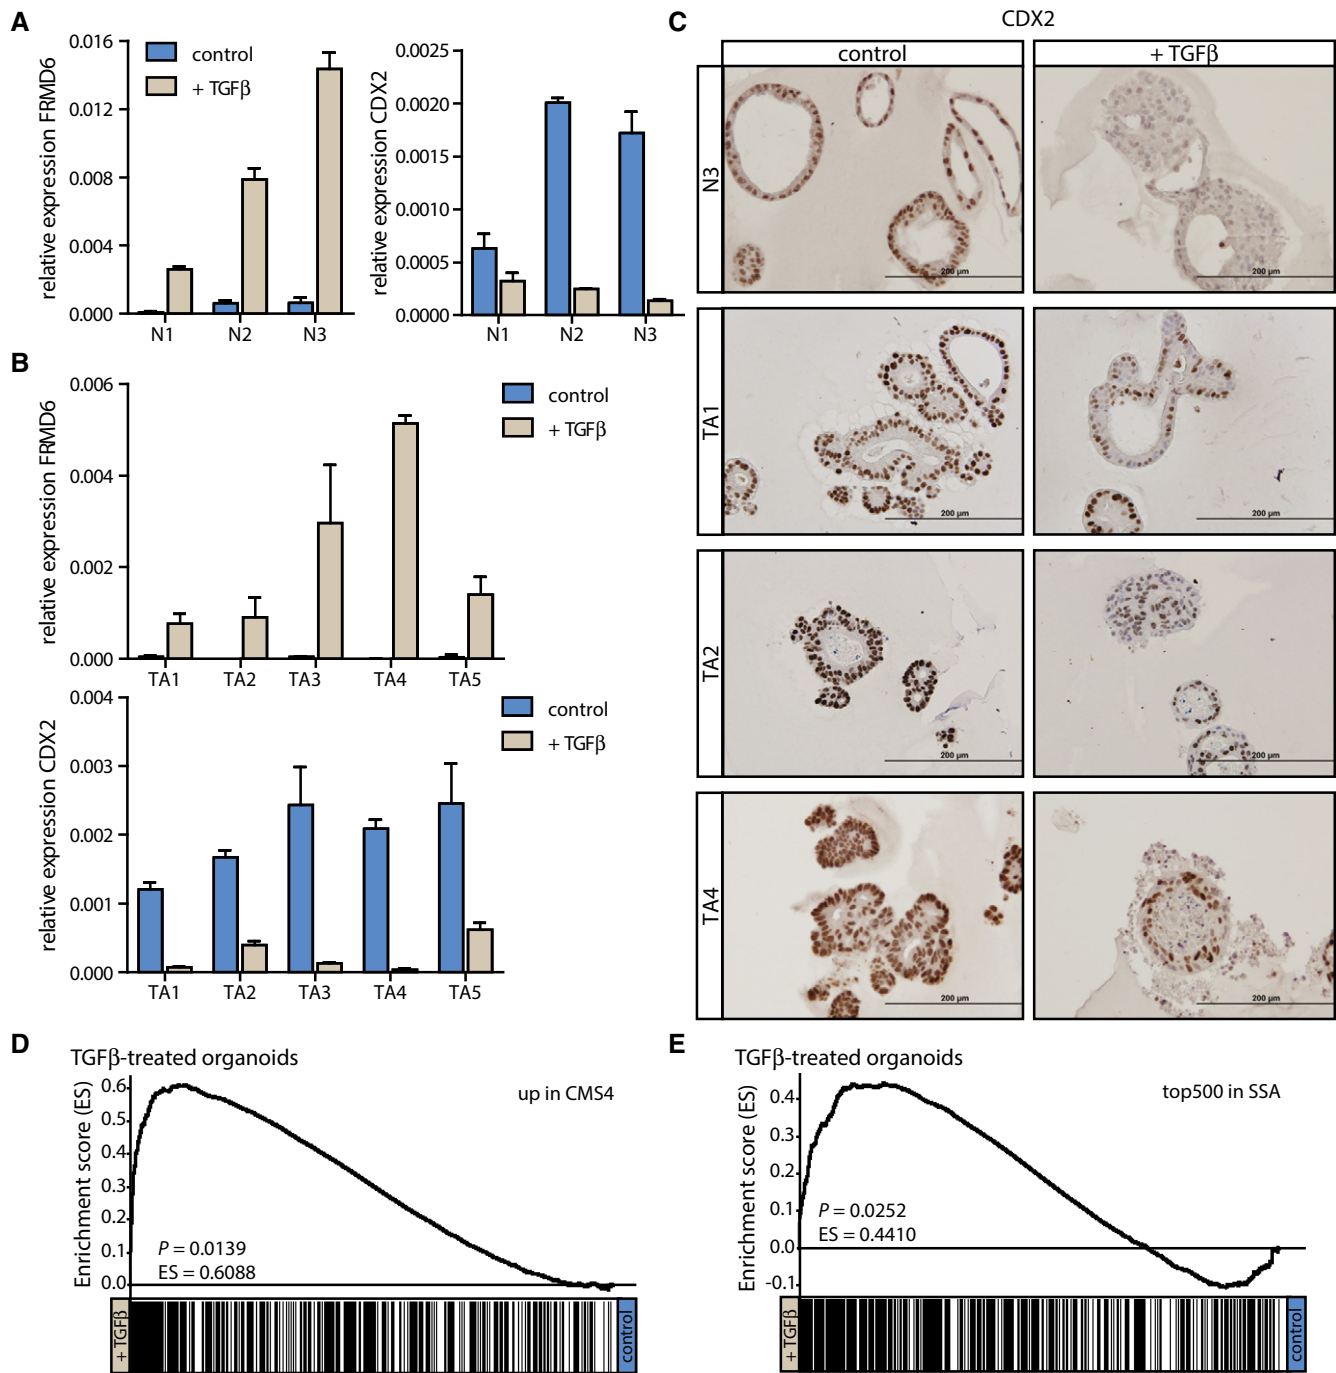 A
relative expression FRMD6
0.016
0.012
0.008
0.004
0.000
control
+ TGFβ
N1 N2 N3
relative expression CDX2
0.0025
0.0020
0.0015
0.0010
0.0005
0.0000
N1 N2 N3
B
relative expression FRMD6
0.006
0.004
0.002
0.000
control
+ TGFβ
TA1 TA2 TA3 TA4 TA5
relative expression CDX2
0.004
0.003
0.002
0.001
0.000
control
+ TGFβ
TA1 TA2 TA3 TA4 TA5
C
CDX2
control
+ TGFβ
N3
200 µm
200 µm
TA1
200 µm
200 µm
TA2
200 µm
200 µm
TA4
200 µm
200 µm
D
TGFβ-treated organoids
up in CMS4
Enrichment score (ES)
0.6
0.5
0.4
0.3
0.2
0.1
0.0
P = 0.0139
ES = 0.6088
+ TGFβ
control
E
TGFβ-treated organoids
top500 in SSA
Enrichment score (ES)
0.4
0.3
0.2
0.1
0.0
-0.1
P = 0.0252
ES = 0.4410
+ TGFβ
control